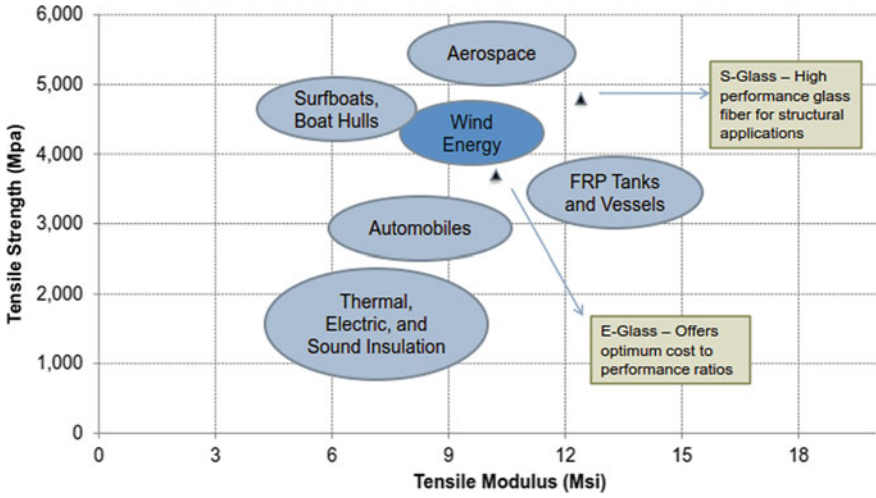 6,000
5,000
4,000
3,000
2,000
1,000
0
Tensile Strength (Mpa)
Aerospace
Surfboats,
Boat Hulls
Wind
Energy
FRP Tanks
and Vessels
Automobiles
Thermal,
Electric, and
Sound Insulation
S-Glass – High
performance glass
fiber for structural
applications
E-Glass – Offers
optimum cost to
performance ratios
0 3 6 9 12 15 18
Tensile Modulus (Msi)